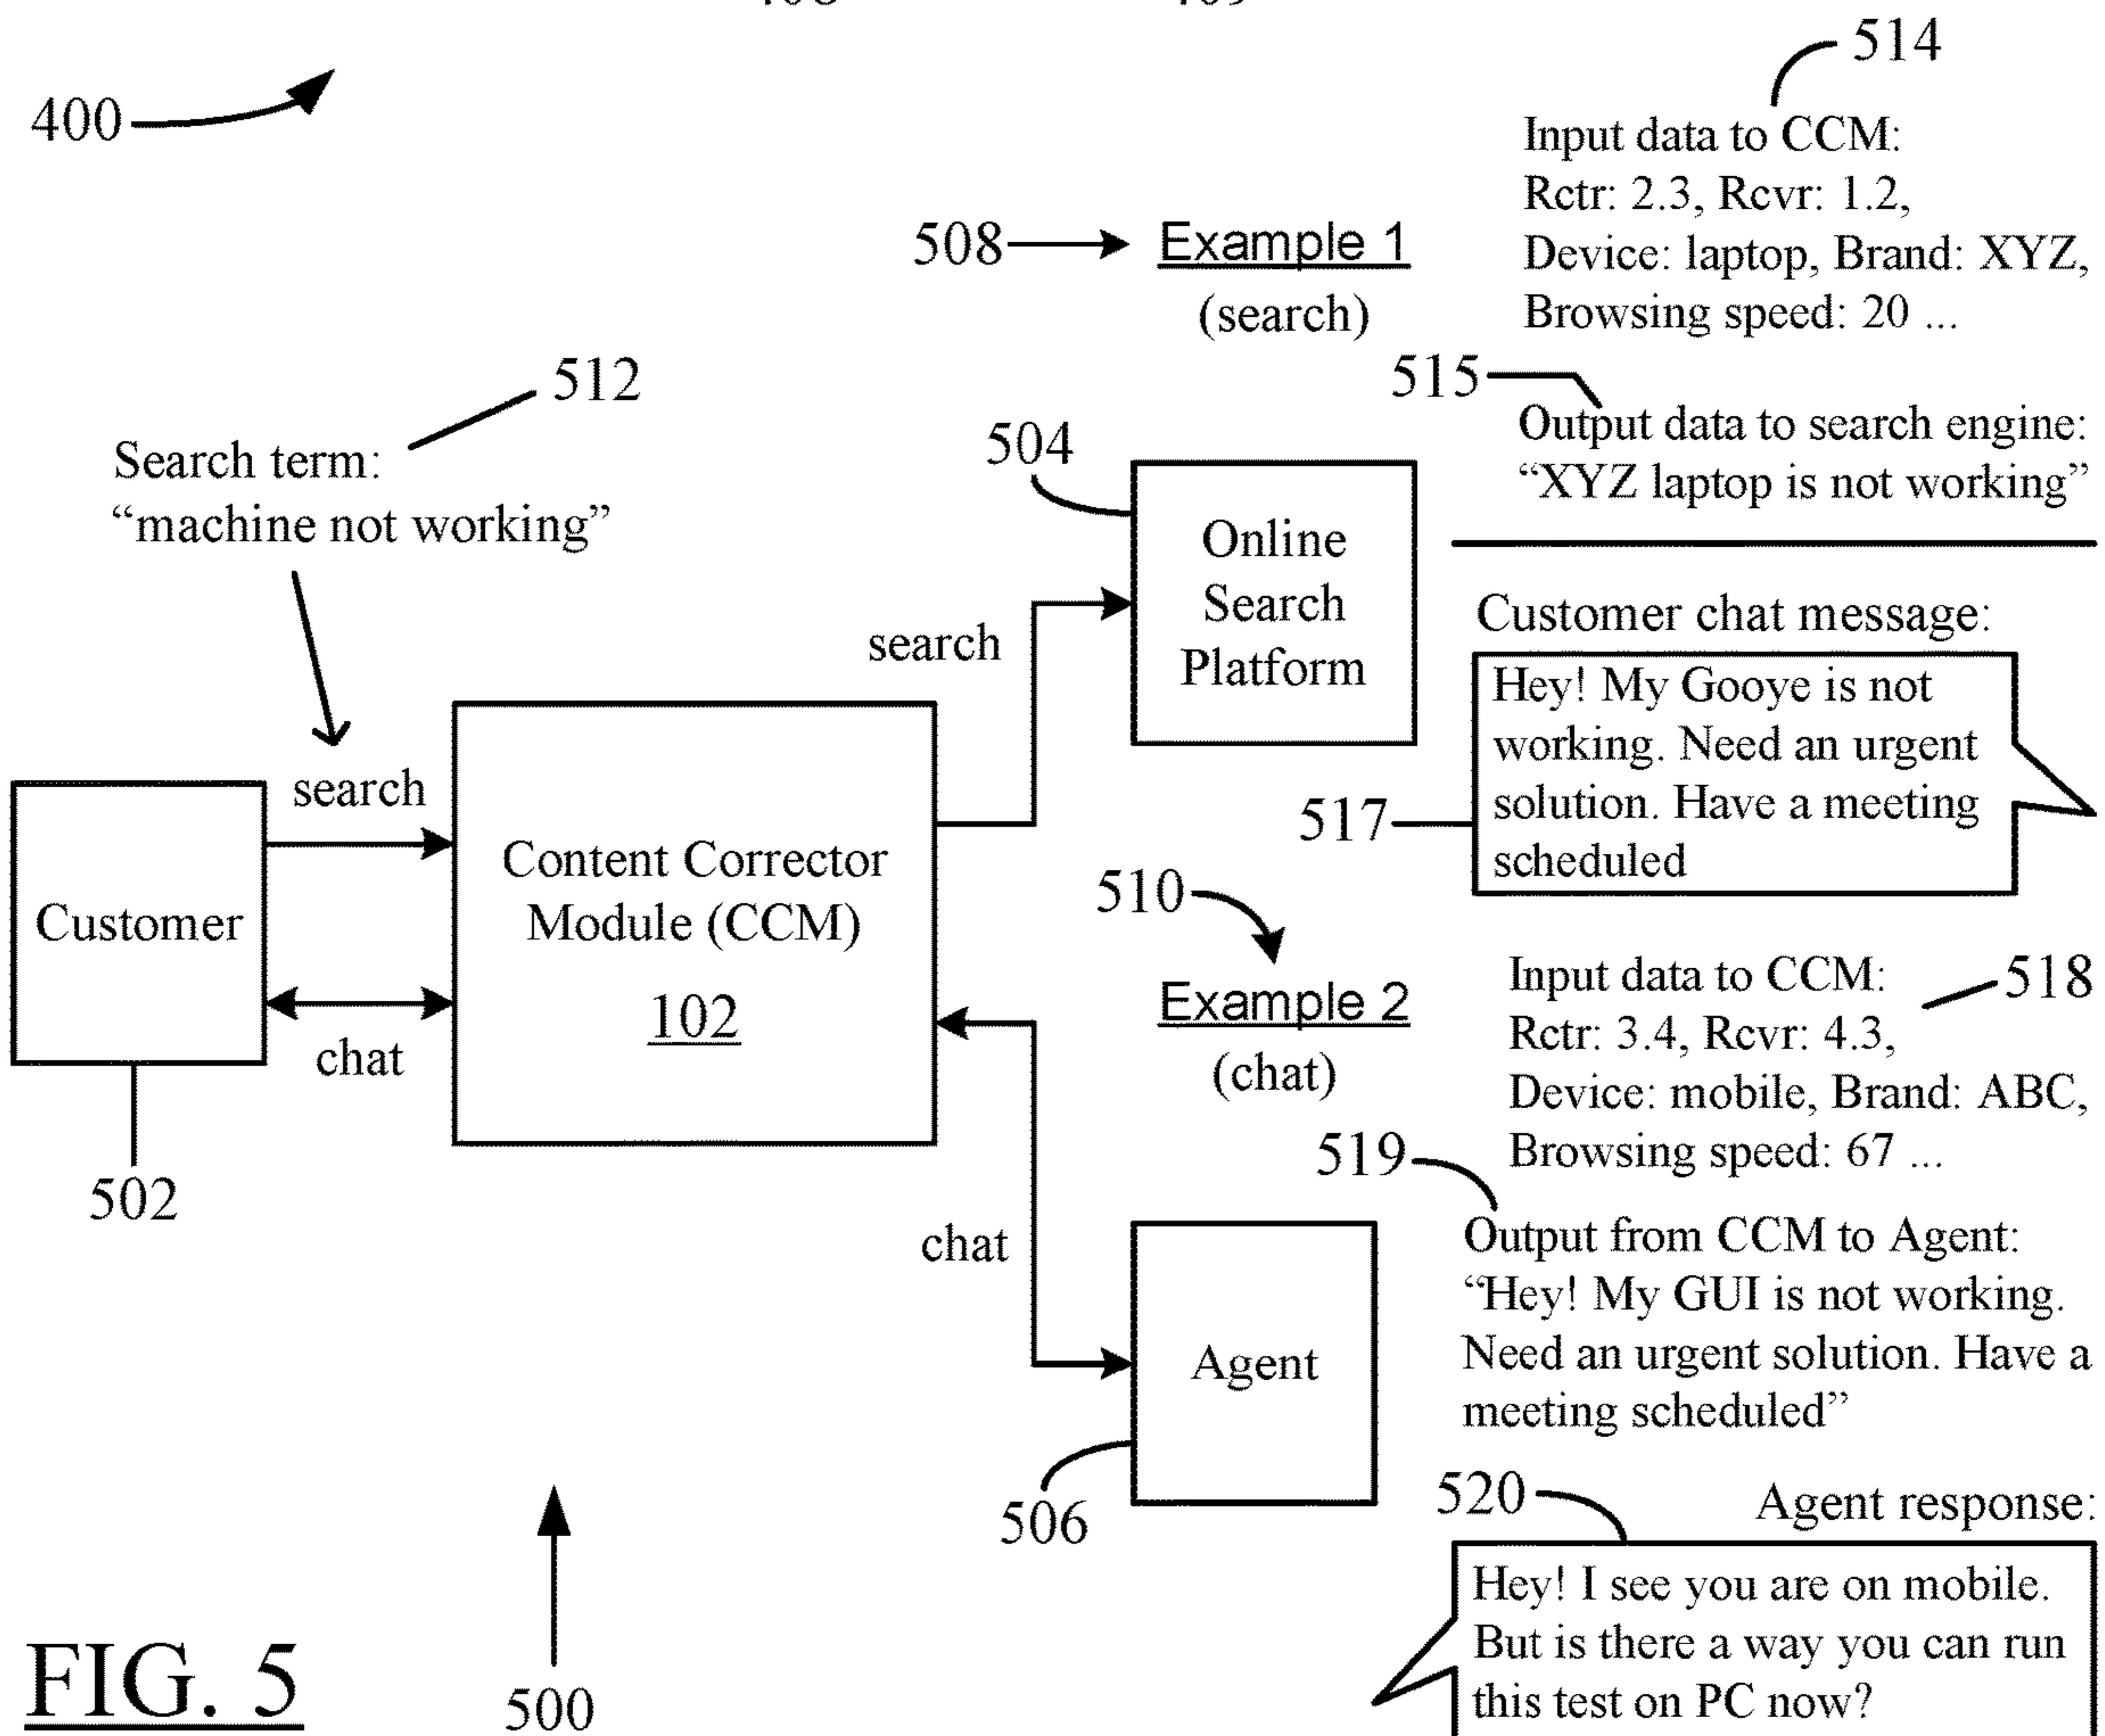 400
514
Input data to CCM:
Rctr: 2.3, Rcvr: 1.2,
Device: laptop, Brand: XYZ,
Browsing speed: 20 ...
508
Example 1
(search)
515
Output data to search engine:
“XYZ laptop is not working”
512
Search term:
“machine not working”
504
Online
Search
Platform
search
search
Customer chat message:
Hey! My Gooye is not
working. Need an urgent
solution. Have a meeting
scheduled
517
Customer
502
Content Corrector
Module (CCM)
102
chat
510
Example 2
(chat)
Input data to CCM:
518
Rctr: 3.4, Rcvr: 4.3,
Device: mobile, Brand: ABC,
Browsing speed: 67 ...
519
Output from CCM to Agent:
“Hey! My GUI is not working.
Need an urgent solution. Have a
meeting scheduled”
chat
Agent
506
520
Agent response:
Hey! I see you are on mobile.
But is there a way you can run
this test on PC now?
FIG. 5
500